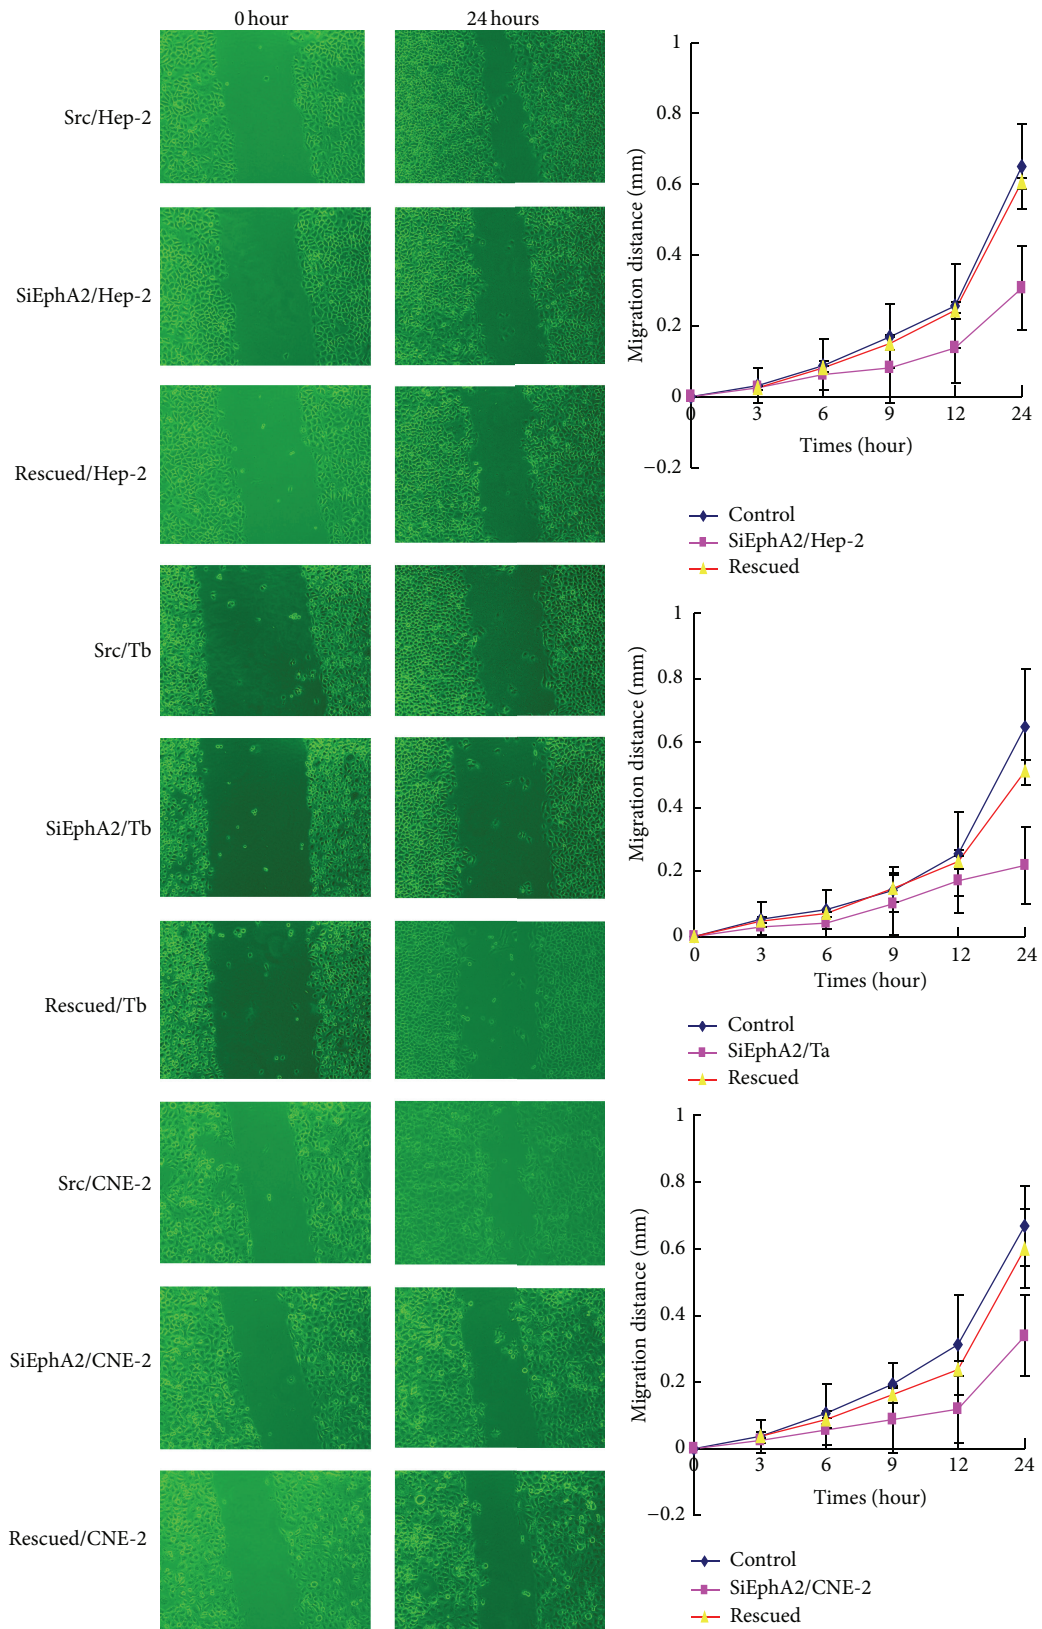 0 hour
24 hours
Src/Hep-2
SiEphA2/Hep-2
Rescued/Hep-2
Src/Tb
SiEphA2/Tb
Rescued/Tb
Src/CNE-2
SiEphA2/CNE-2
Rescued/CNE-2
1
0.8
0.6
0.4
0.2
0
−0.2
Migration distance (mm)
0 3 6 9 12 24
Times (hour)
Control
SiEphA2/Hep-2
Rescued
1
0.8
0.6
0.4
0.2
0
Migration distance (mm)
0 3 6 9 12 24
Times (hour)
Control
SiEphA2/Ta
Rescued
1
0.8
0.6
0.4
0.2
0
−0.2
Migration distance (mm)
0 3 6 9 12 24
Times (hour)
Control
SiEphA2/CNE-2
Rescued